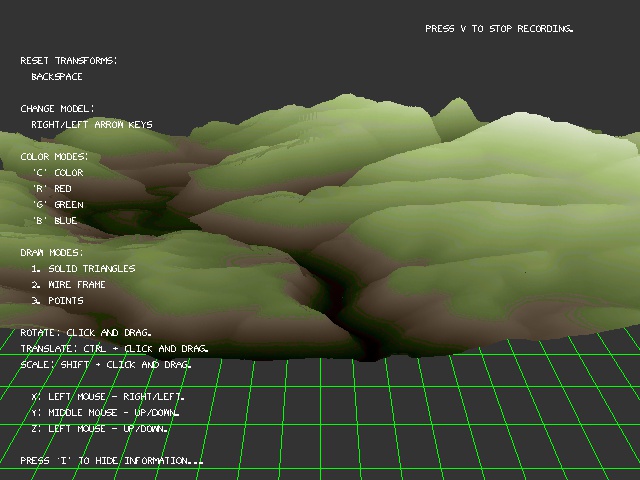 PRESS V TO STOP RECORDING.
RESET TRANSFORMS:
BACKSPACE
CHANGE MODEL:
RIGHT/LEFT ARROW KEYS
COLOR MODES:
'C' COLOR
'R' RED
'G' GREEN
'B' BLUE
DRAW MODES:
1. SOLID TRIANGLES
2. WIRE FRAME
3. POINTS
ROTATE: CLICK AND DRAG.
TRANSLATE: CTRL + CLICK AND DRAG.
SCALE: SHIFT + CLICK AND DRAG.
X: LEFT MOUSE - RIGHT/LEFT.
Y: MIDDLE MOUSE - UP/DOWN.
Z: LEFT MOUSE - UP/DOWN.
PRESS 'I' TO HIDE INFORMATION...